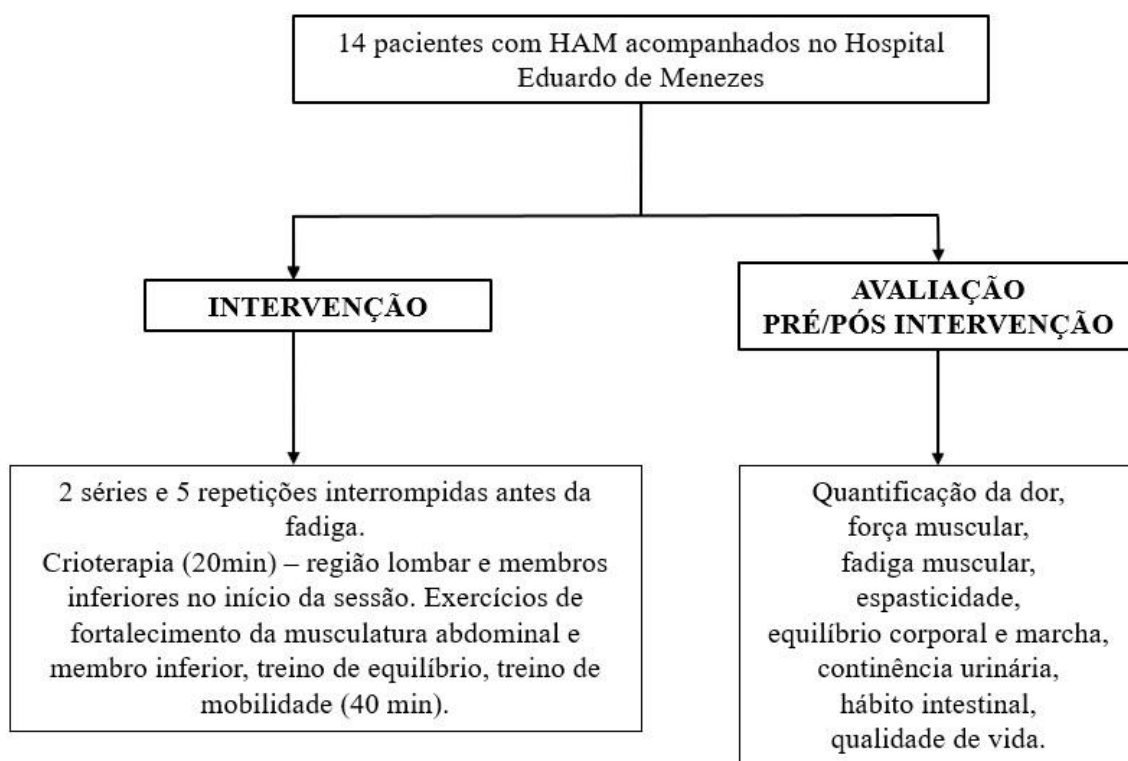 14 pacientes com HAM acompanhados no Hospital
Eduardo de Menezes
INTERVENÇÃO
AVALIAÇÃO
PRÉ/PÓS INTERVENÇÃO
2 séries e 5 repetições interrompidas antes da
fadiga.
Crioterapia (20min) – região lombar e membros
inferiores no início da sessão. Exercícios de
fortalecimento da musculatura abdominal e
membro inferior, treino de equilíbrio, treino de
mobilidade (40 min).
Quantificação da dor,
força muscular,
fadiga muscular,
espasticidade,
equilíbrio corporal e marcha,
continência urinária,
hábito intestinal,
qualidade de vida.